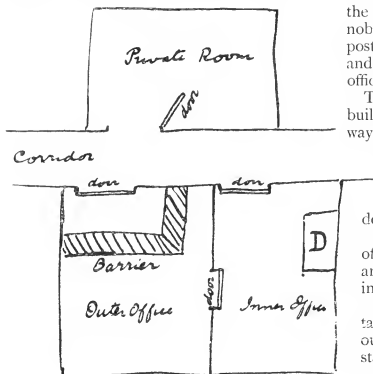 Private Room
door
Corridor
door
door
D
Barrier
door
Outer Office
Inner Office
the
nob
post
and
offic
T
buil
way
de
of
an
in
ta
ou
sta